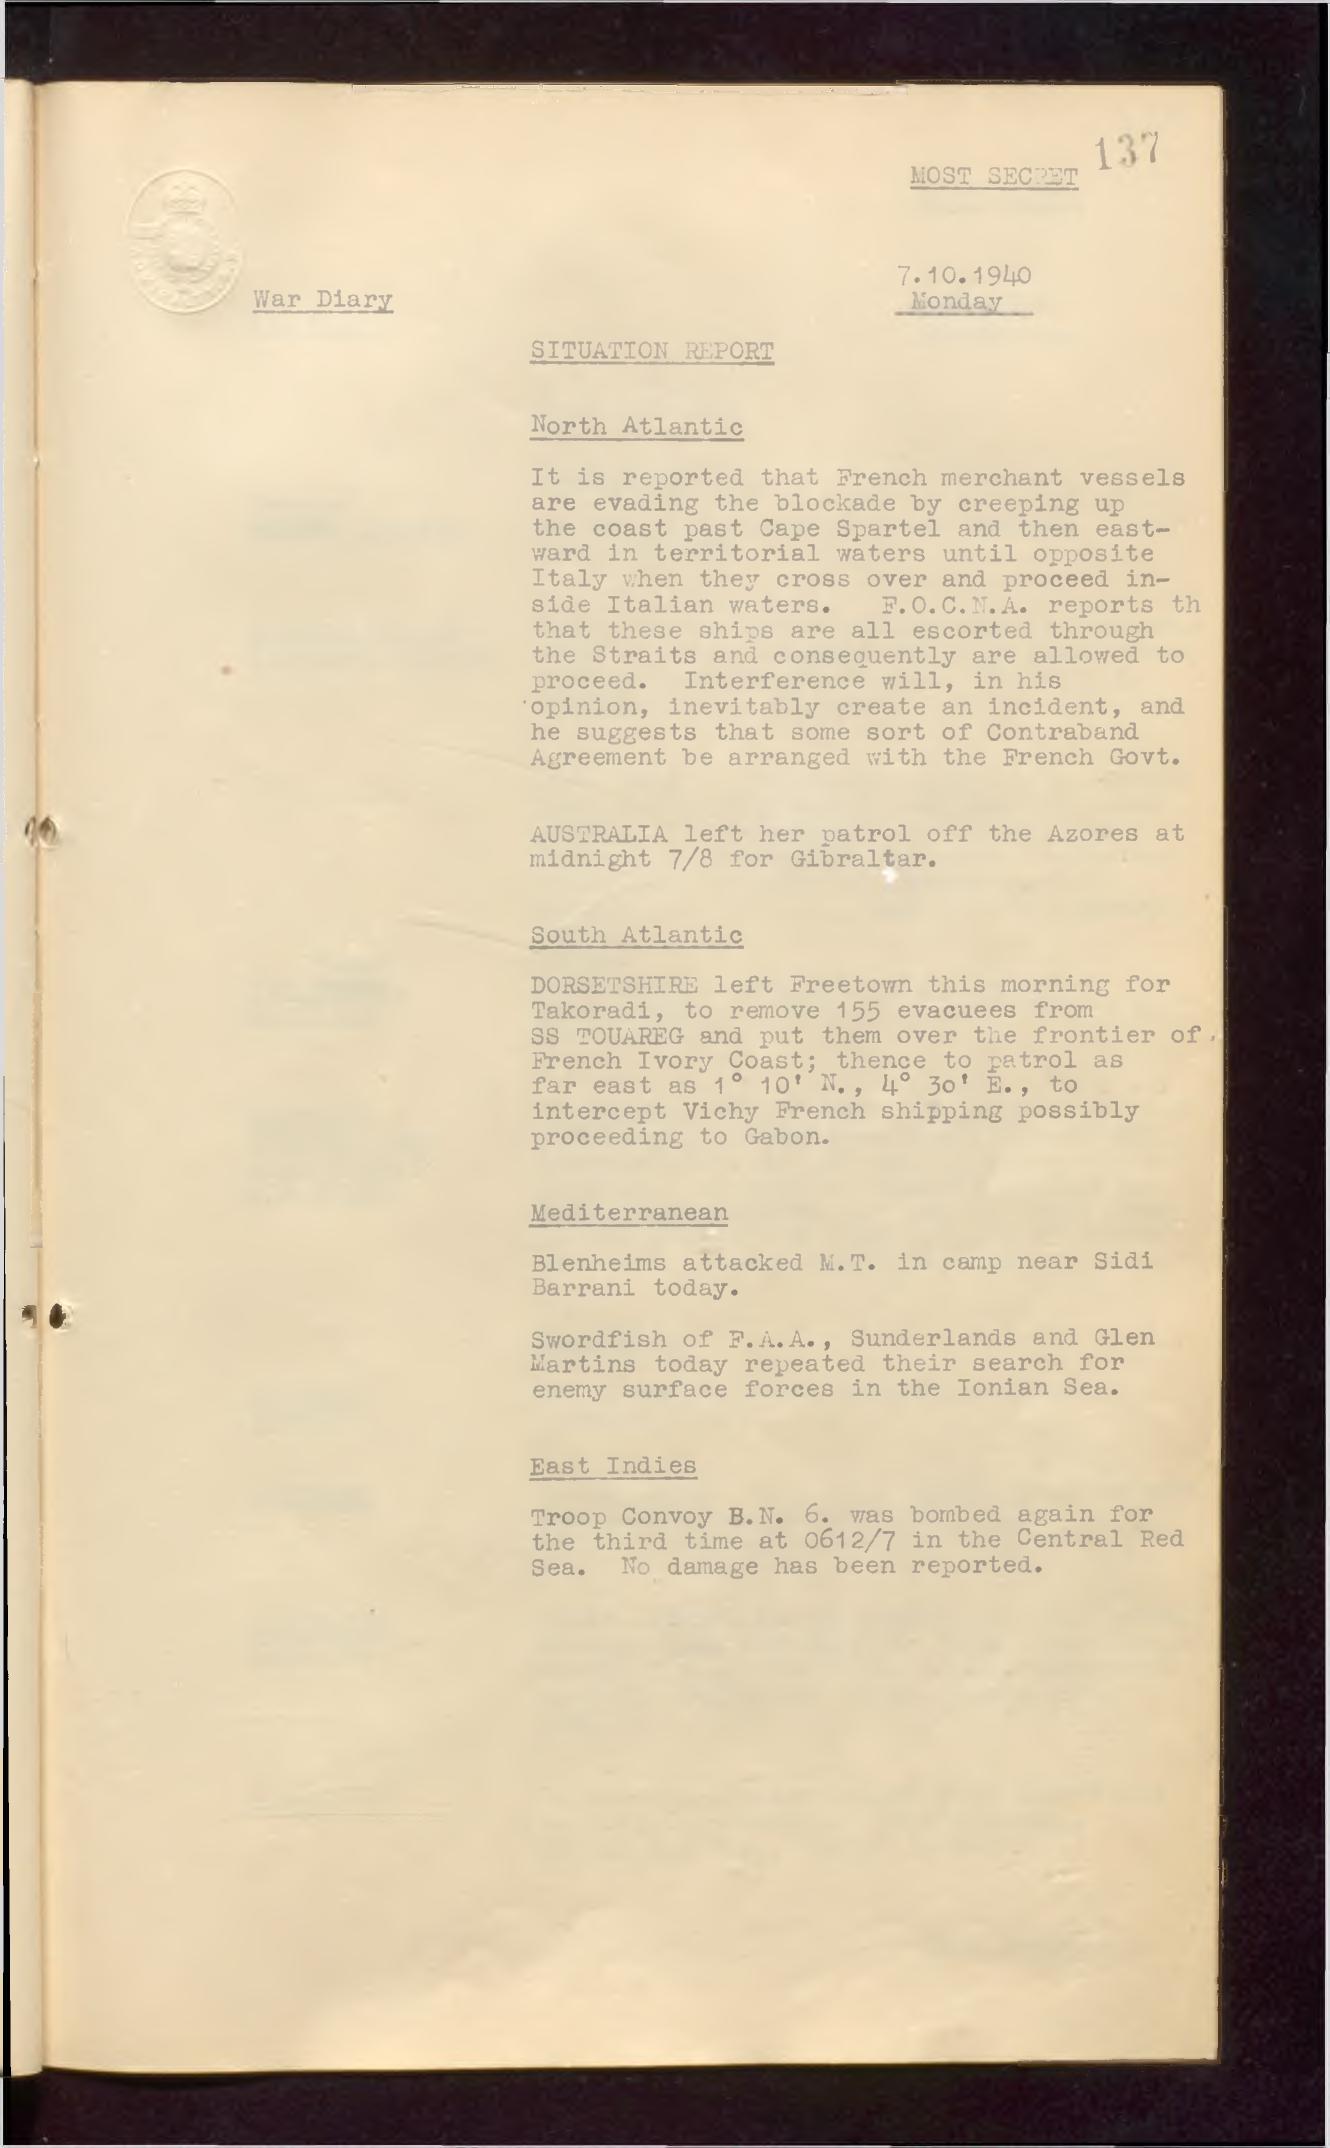 137
MOST SECRET
7.10.1940
War Diary
Monday
SITUATION REPORT
North Atlantic
It is reported that French merchant vessels
are evading the blockade by creeping up
the coast past Cape Spartel and then east-
ward in territorial waters until opposite
Italy when they cross over and proceed in-
side Italian waters. F.O.C.N.A. reports th
that these ships are all escorted through
the Straits and consequently are allowed to
proceed. Interference will, in his
opinion, inevitably create an incident, and
he suggests that some sort of Contraband
Agreement be arranged with the French Govt.
AUSTRALIA left her patrol off the Azores at
midnight 7/8 for Gibraltar.
South Atlantic
DORSETSHIRE left Freetown this morning for
Takoradi, to remove 155 evacuees from
SS TOUAREG and put them over the frontier of
French Ivory Coast; thence to patrol as
far east as 1° 10' N., 4° 30' E., to
intercept Vichy French shipping possibly
proceeding to Gabon.
Mediterranean
Blenheims attacked M.T. in camp near Sidi
Barrani today.
Swordfish of F.A.A., Sunderlands and Glen
Martins today repeated their search for
enemy surface forces in the Ionian Sea.
East Indies
Troop Convoy B.N. 6. was bombed again for
the third time at 0612/7 in the Central Red
Sea. No damage has been reported.